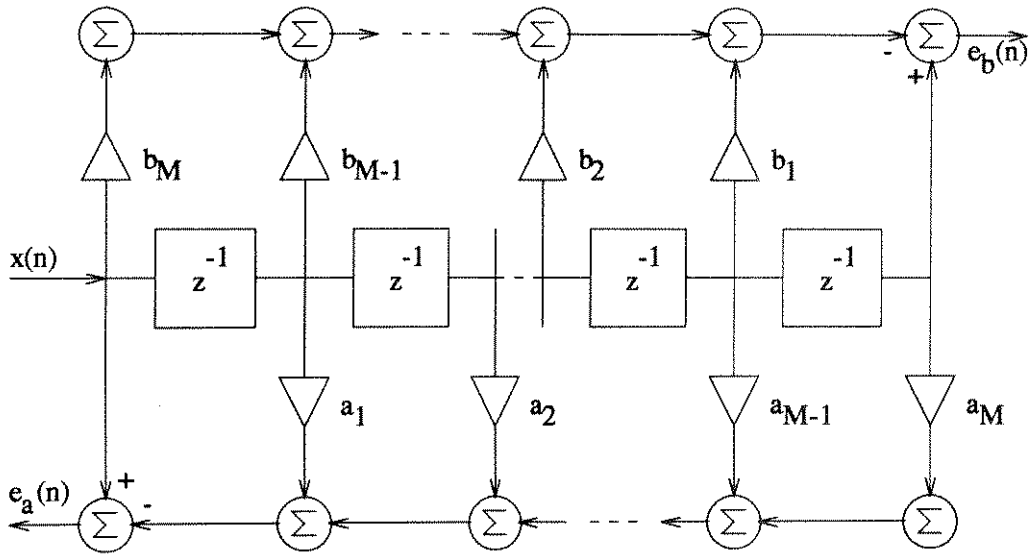 Σ Σ Σ Σ Σ
- + e_b(n)
b_M b_{M-1} b_2 b_1
x(n) z^{-1} z^{-1} z^{-1} z^{-1}
a_1 a_2 a_{M-1} a_M
e_a(n) + -
Σ Σ Σ Σ Σ